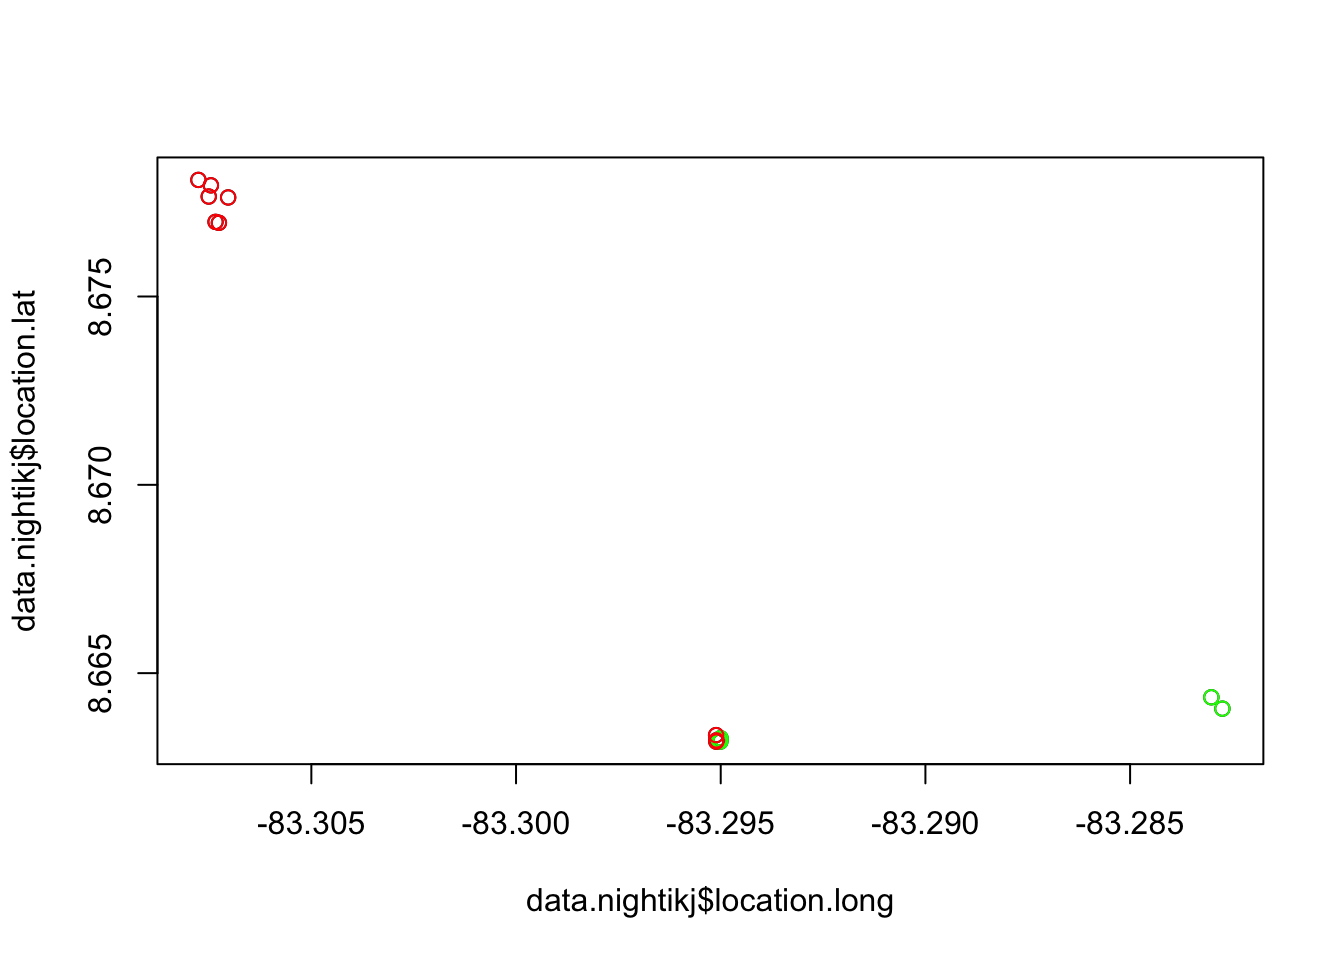 data.nightikj$location.lat
8.675
8.670
8.665
-83.305 -83.300 -83.295 -83.290 -83.285
data.nightikj$location.long